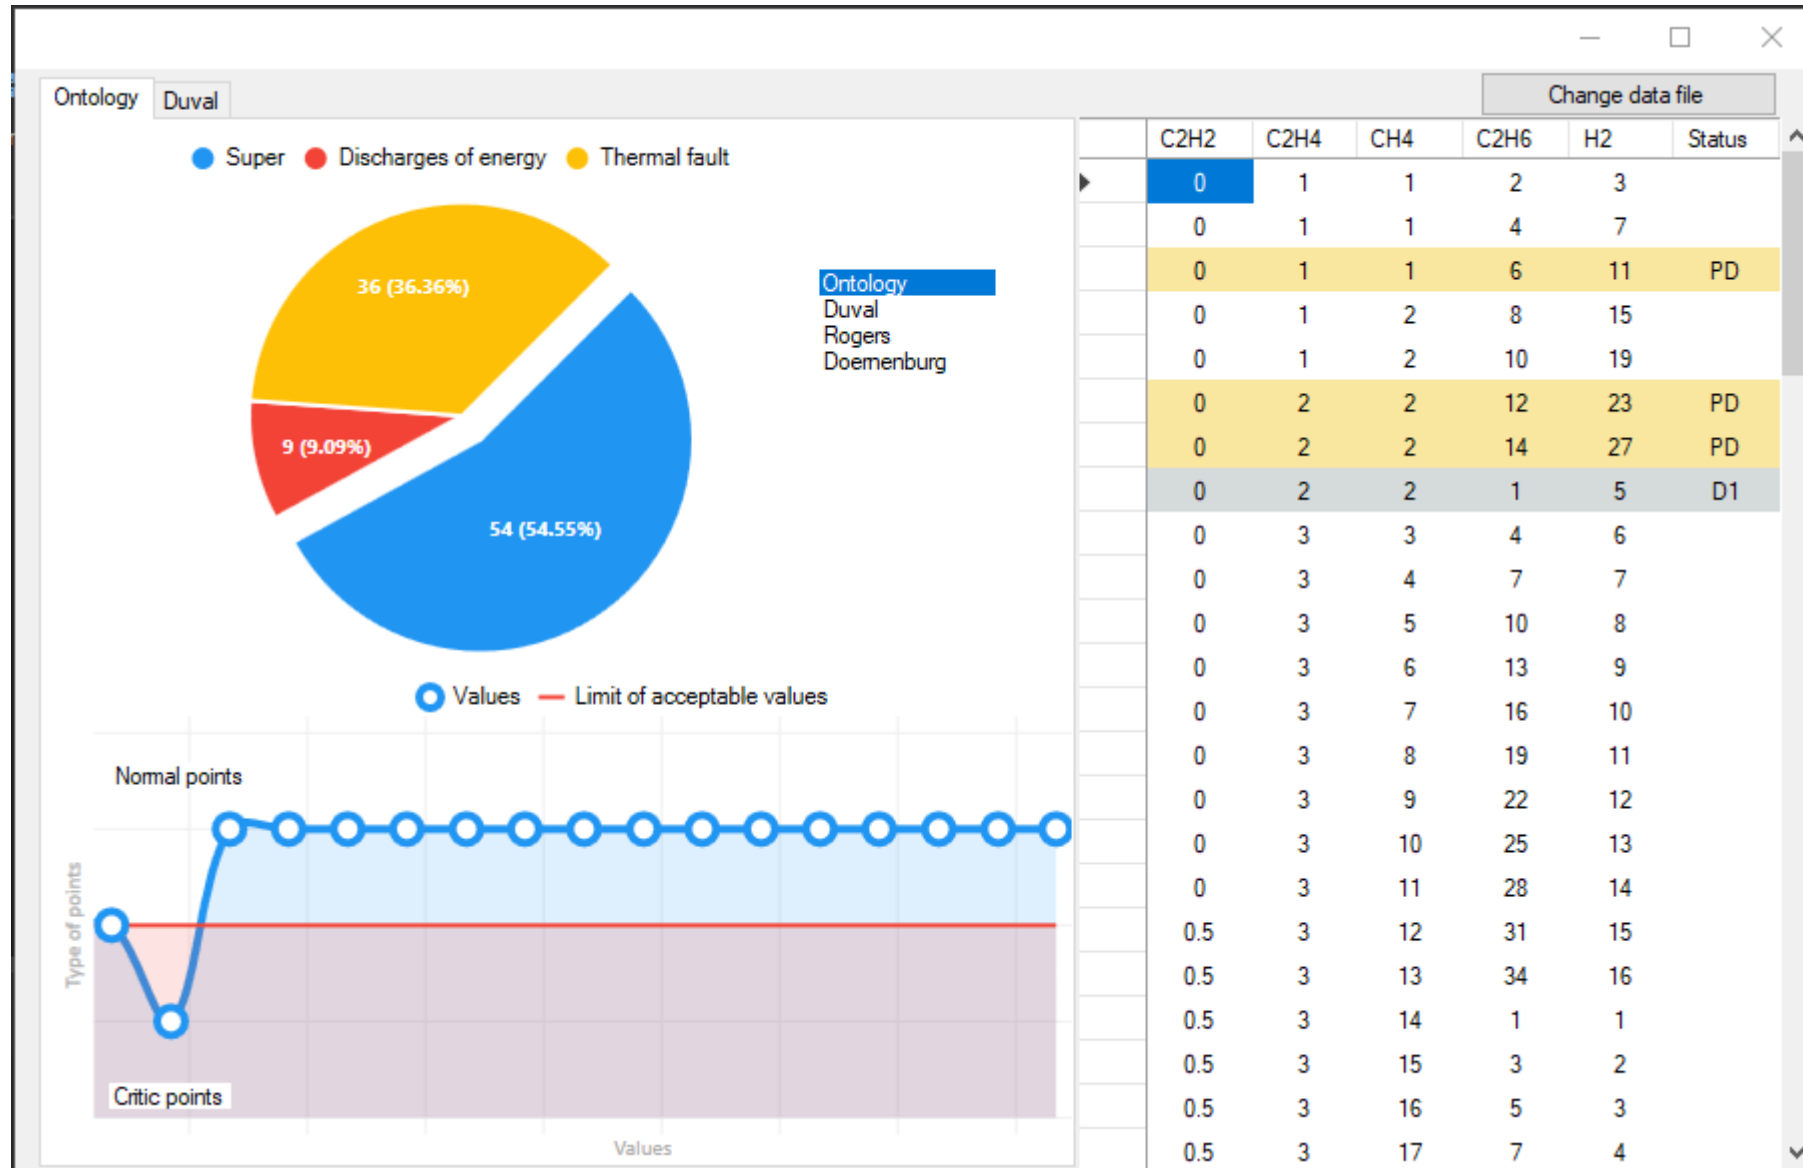 Ontology Duval
Change data file
Super Discharges of energy Thermal fault
36 (36.36%)
9 (9.09%)
54 (54.55%)
Ontology
Duval
Rogers
Doernenburg
Values Limit of acceptable values
Normal points
Type of points
Critic points
Values
C2H2 C2H4 CH4 C2H6 H2 Status
0 1 1 2 3
0 1 1 4 7
0 1 1 6 11 PD
0 1 2 8 15
0 1 2 10 19
0 2 2 12 23 PD
0 2 2 14 27 PD
0 2 2 1 5 D1
0 3 3 4 6
0 3 4 7 7
0 3 5 10 8
0 3 6 13 9
0 3 7 16 10
0 3 8 19 11
0 3 9 22 12
0 3 10 25 13
0 3 11 28 14
0.5 3 12 31 15
0.5 3 13 34 16
0.5 3 14 1 1
0.5 3 15 3 2
0.5 3 16 5 3
0.5 3 17 7 4